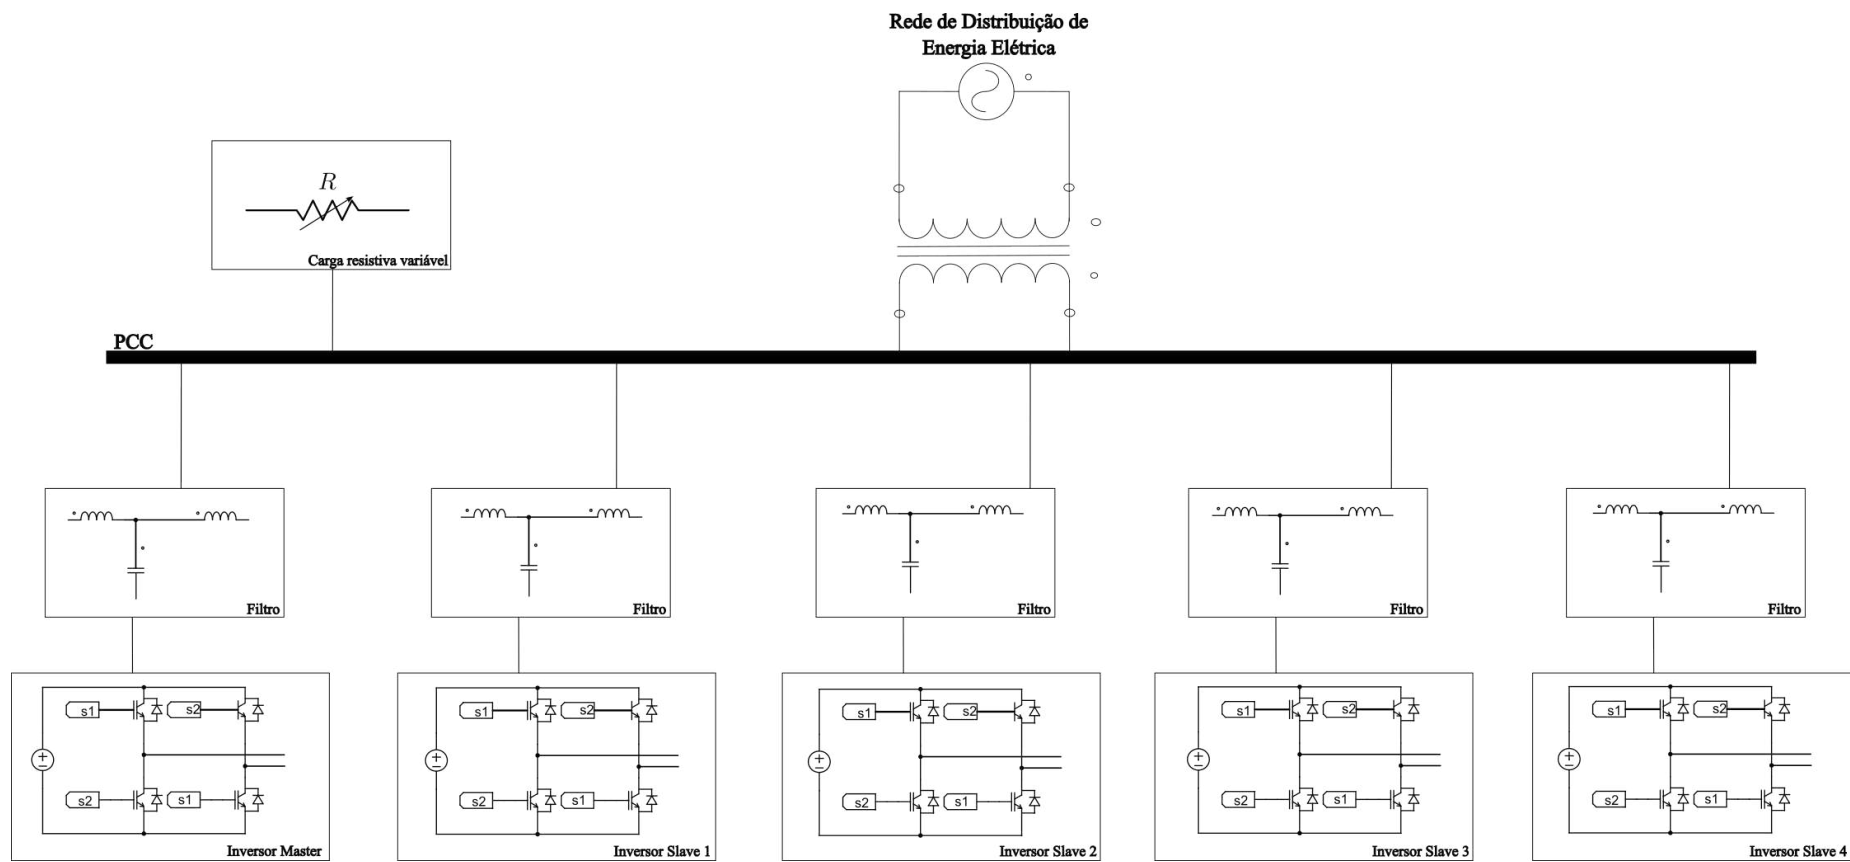 Rede de Distribuição de
Energia Elétrica
R
Carga resistiva variável
PCC
Filtro
Filtro
Filtro
Filtro
Filtro
s1
s2
s2
s1
Inversor Master
s1
s2
s2
s1
Inversor Slave 1
s1
s2
s2
s1
Inversor Slave 2
s1
s2
s2
s1
Inversor Slave 3
s1
s2
s2
s1
Inversor Slave 4